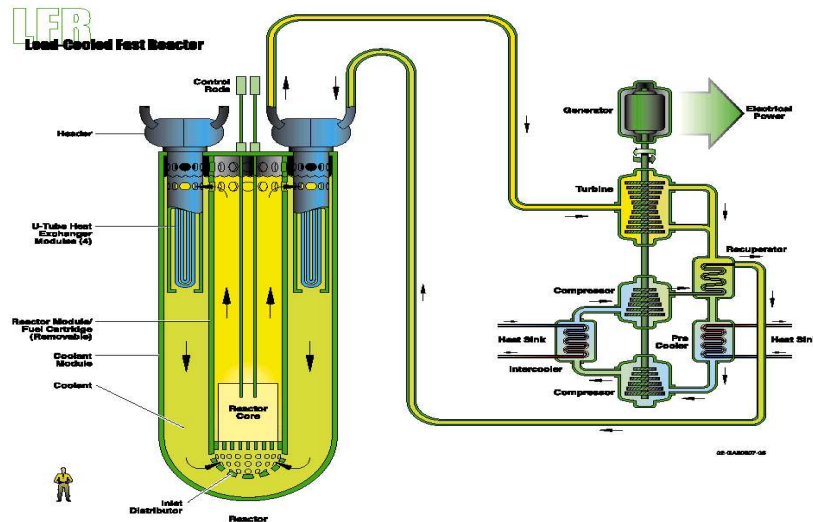 LFR
Lead-Cooled Fast Reactor
Control
Rods
Header
U-Tube Heat
Exchanger
Modules (4)
Reactor Module/
Fuel Cartridge
(Removable)
Coolant
Module
Coolant
Reactor
Core
Inlet
Distributor
Reactor
Generator
Electrical
Power
Turbine
Recuperator
Compressor
Heat Sink
Intercooler
Pre
Cooler
Heat Sin
Compressor